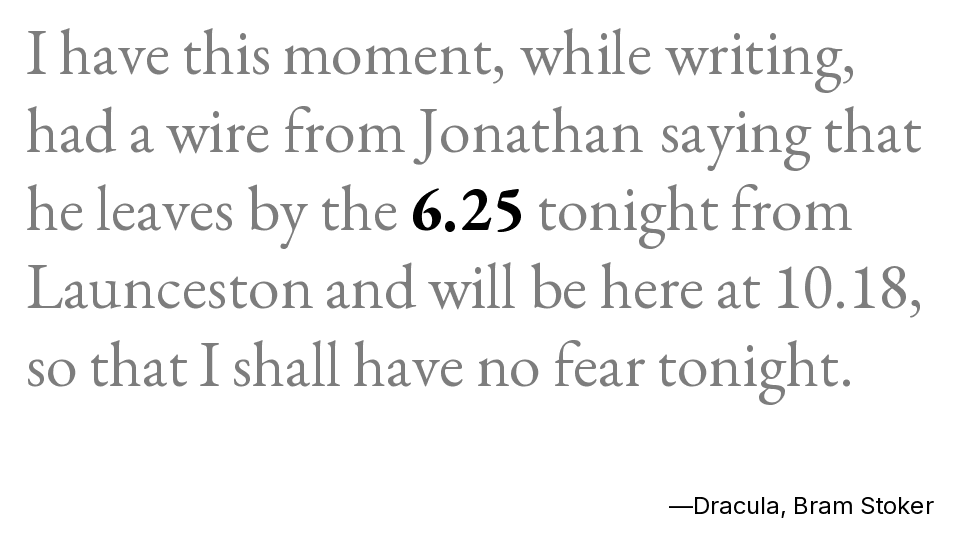 I have this moment, while writing,
had a wire from Jonathan saying that
he leaves by the 6.25 tonight from
Launceston and will be here at 10.18,
so that I shall have no fear tonight.
—Dracula, Bram Stoker